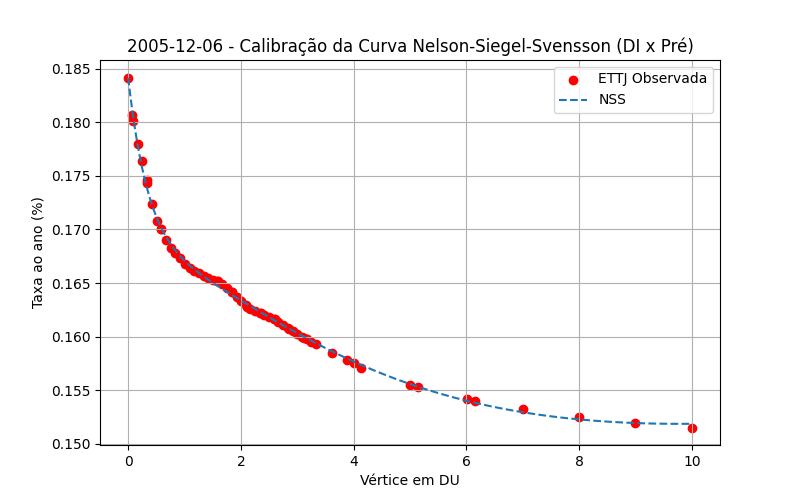 2005-12-06 - Calibração da Curva Nelson-Siegel-Svensson (DI x Pré)
ETTJ Observada
NSS
Taxa ao ano (%)
0.185
0.180
0.175
0.170
0.165
0.160
0.155
0.150
0 2 4 6 8 10
Vértice em DU